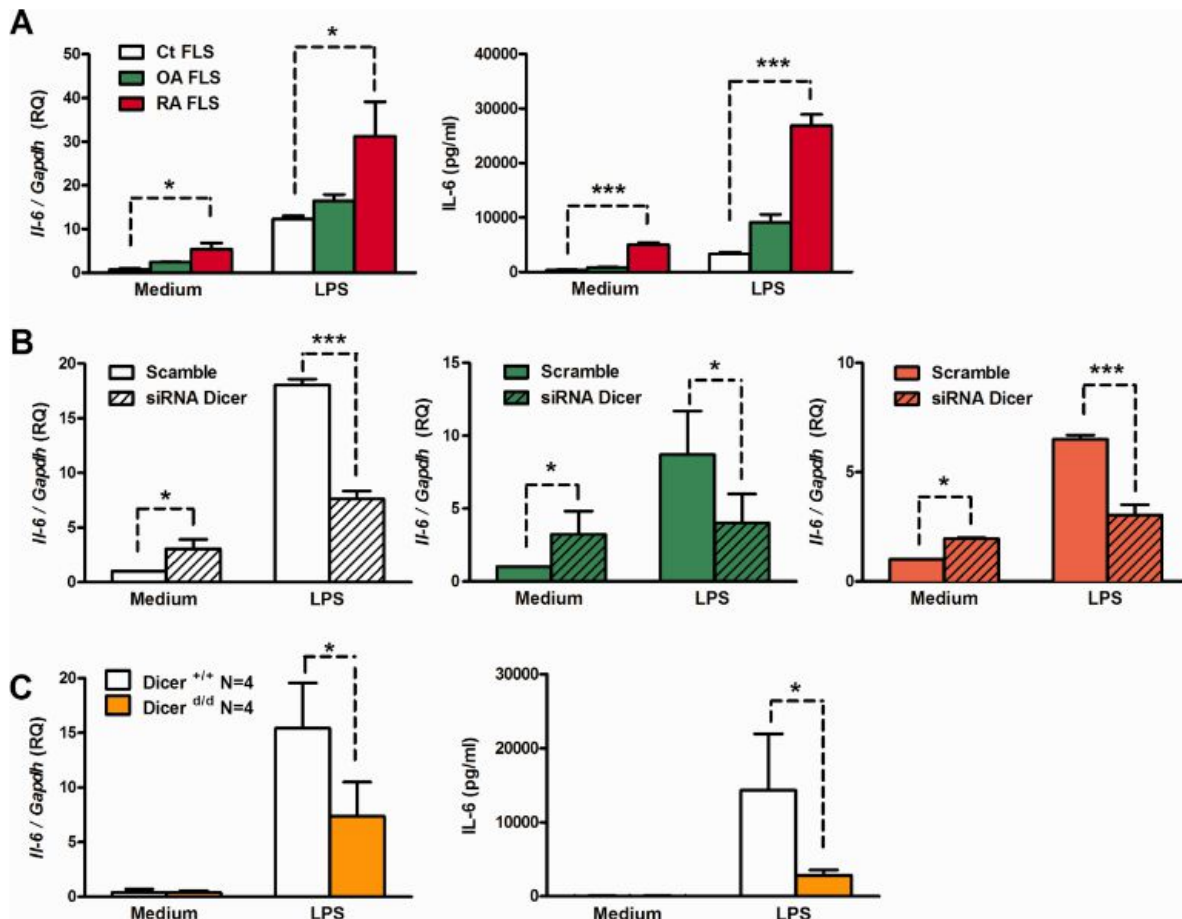 A
Ct FLS
OA FLS
RA FLS
Il-6 / Gapdh (RQ)
50
40
30
20
10
0
*
*
Medium
LPS
IL-6 (pg/ml)
40000
30000
20000
10000
0
***
***
Medium
LPS
B
Scamble
siRNA Dicer
Il-6 / Gapdh (RQ)
20
15
10
5
0
*
***
Medium
LPS
Scramble
siRNA Dicer
Il-6 / Gapdh (RQ)
15
10
5
0
*
*
Medium
LPS
Scramble
siRNA Dicer
Il-6 / Gapdh (RQ)
10
5
0
*
***
Medium
LPS
C
Dicer +/+ N=4
Dicer d/d N=4
Il-6 / Gapdh (RQ)
20
15
10
5
0
*
Medium
LPS
IL-6 (pg/ml)
30000
20000
10000
0
*
Medium
LPS